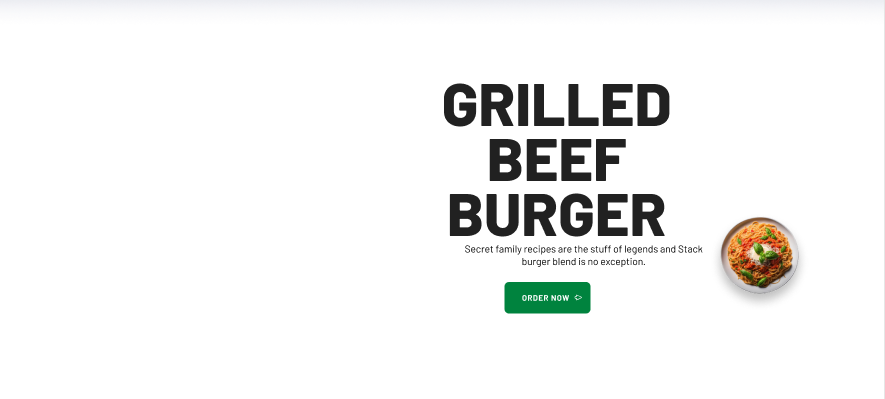 GRILLED
BEEF
BURGER
Secret family recipes are the stuff of legends and Stack
burger blend is no exception.
ORDER NOW